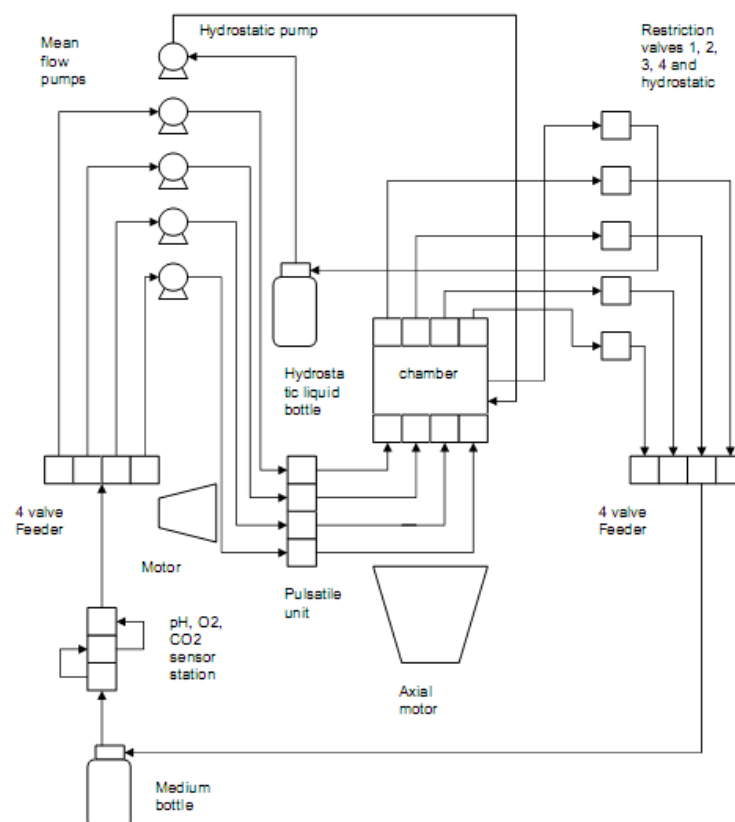 Mean
flow
pumps
Hydrostatic pump
Restriction
valves 1, 2,
3, 4 and
hydrostatic
Hydrosta
tic liquid
bottle
chamber
4 valve
Feeder
Motor
Pulsatile
unit
4 valve
Feeder
pH, O2,
CO2
sensor
station
Axial
motor
Medium
bottle